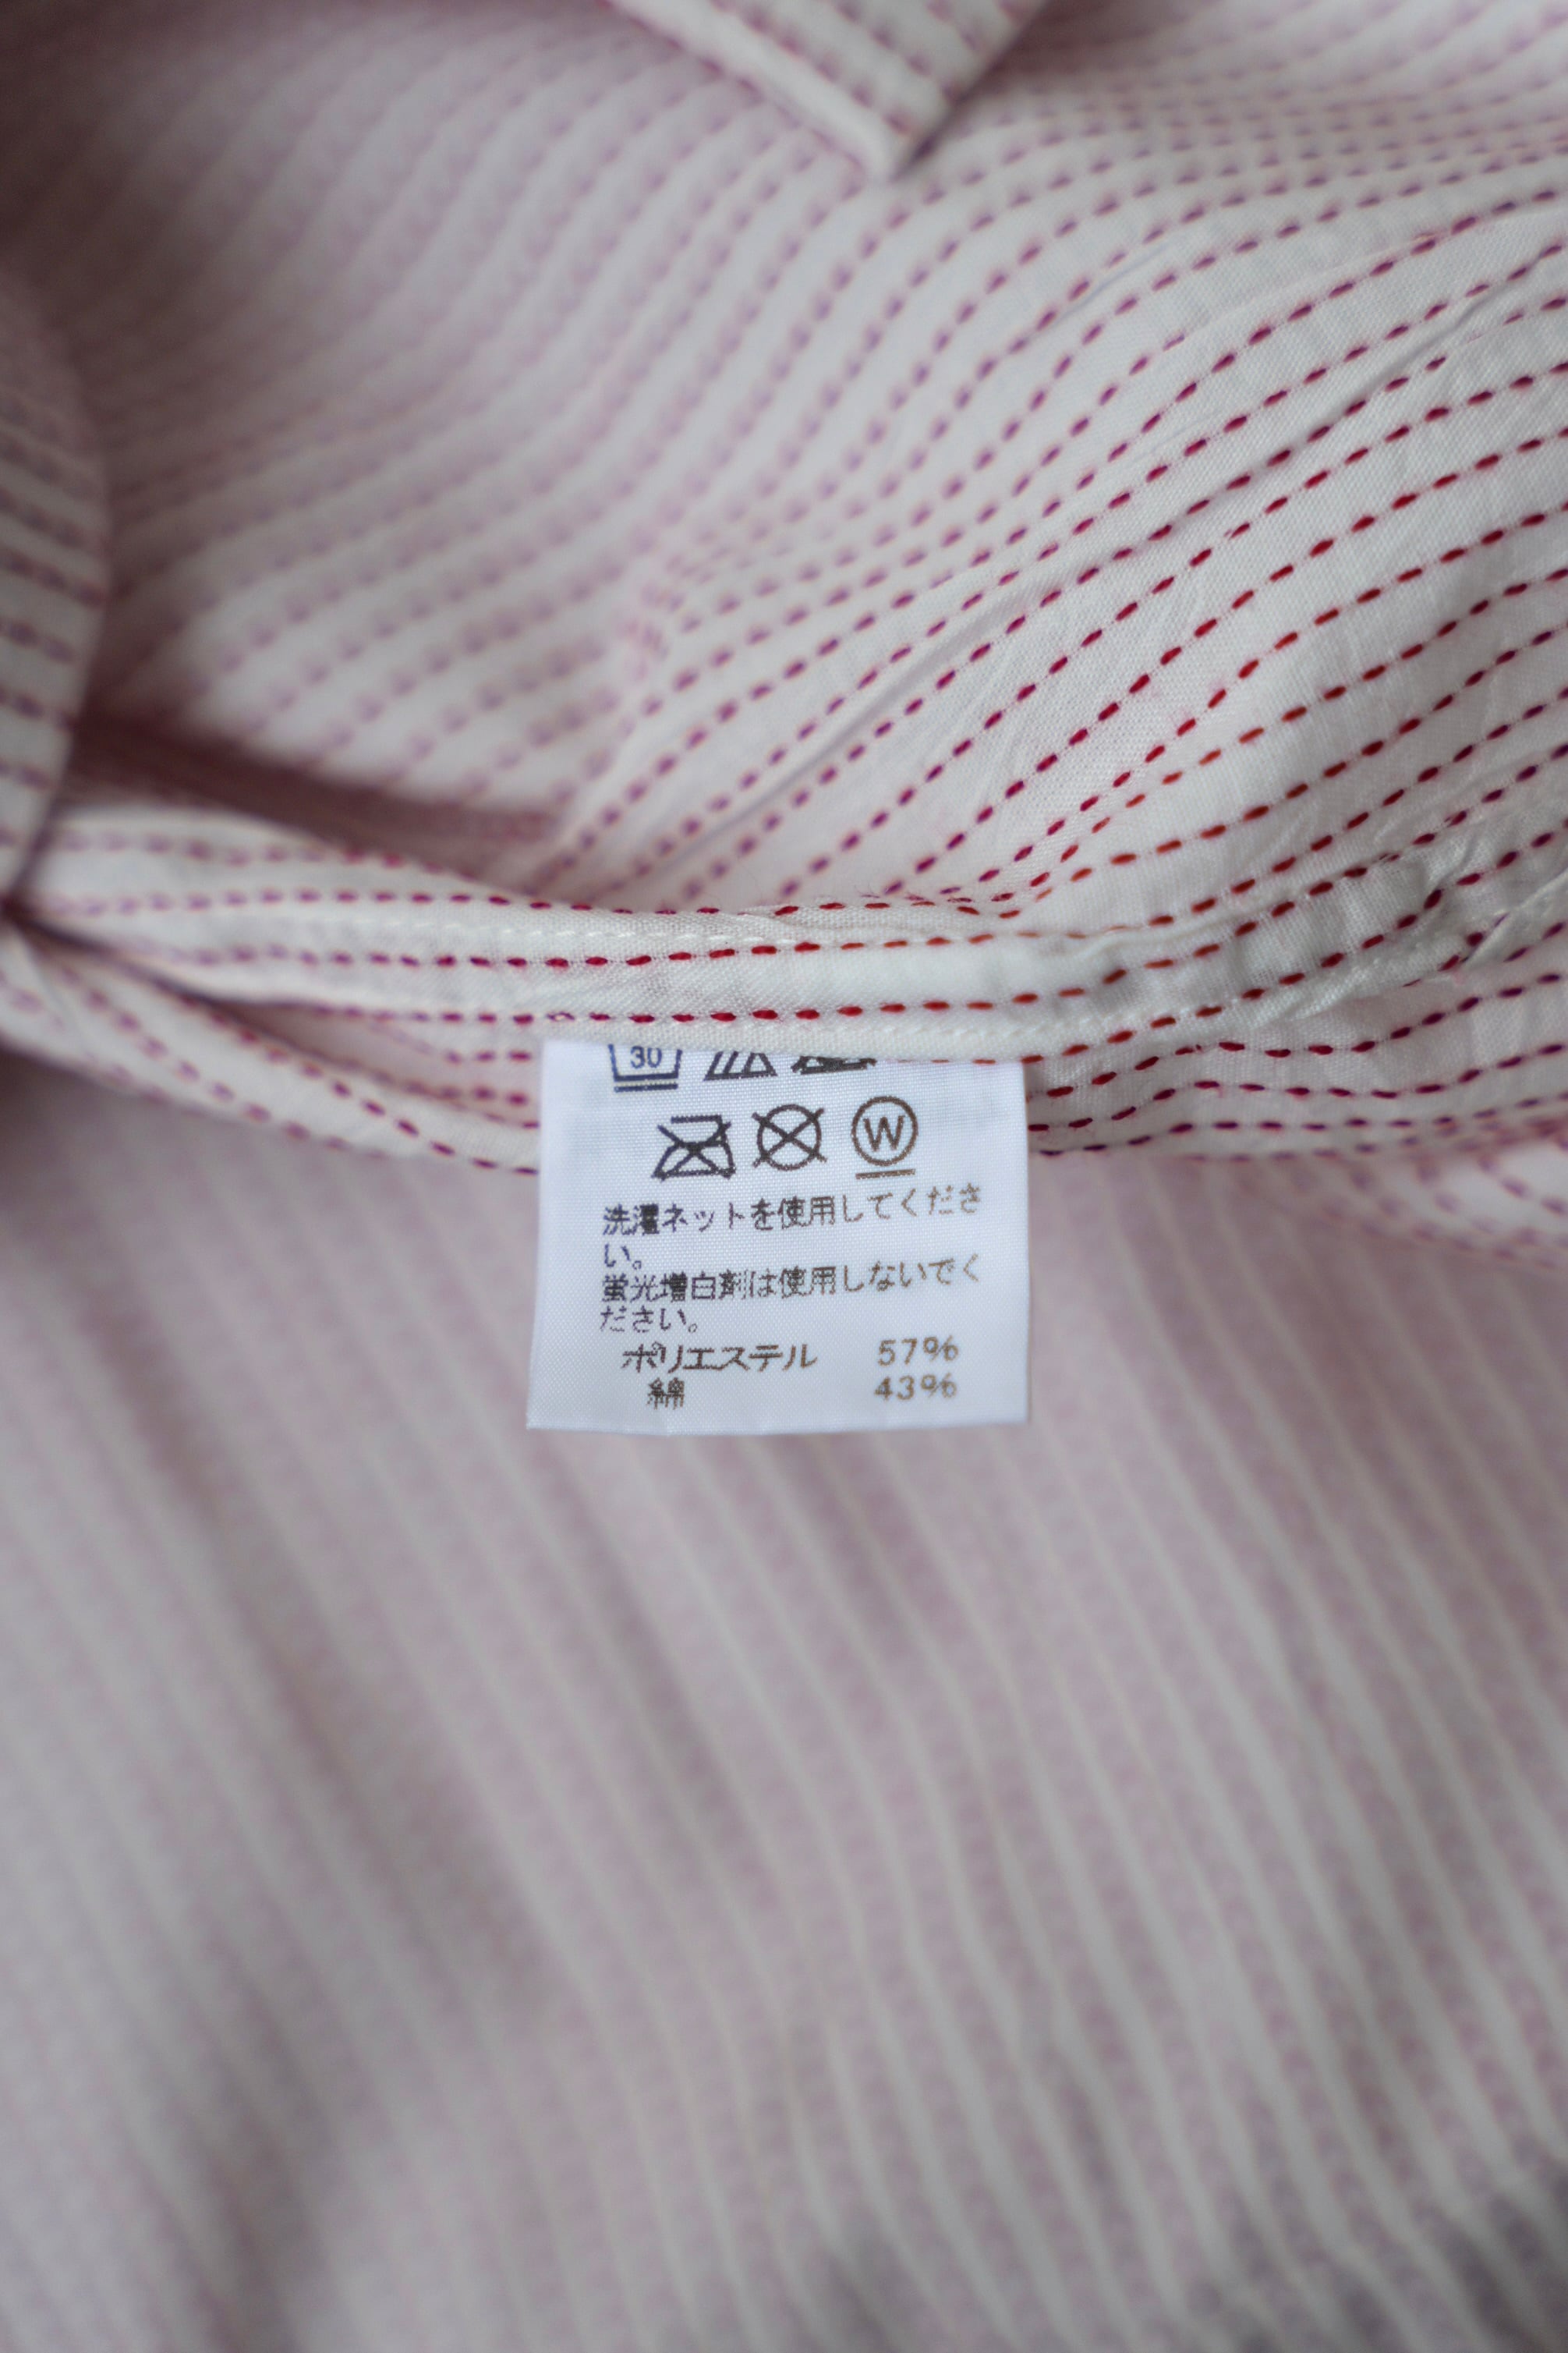 30
W
洗濯ネットを使用してくださ
い。
蛍光増白剤は使用しないでく
ださい。
ポリエステル 57%
綿 43%